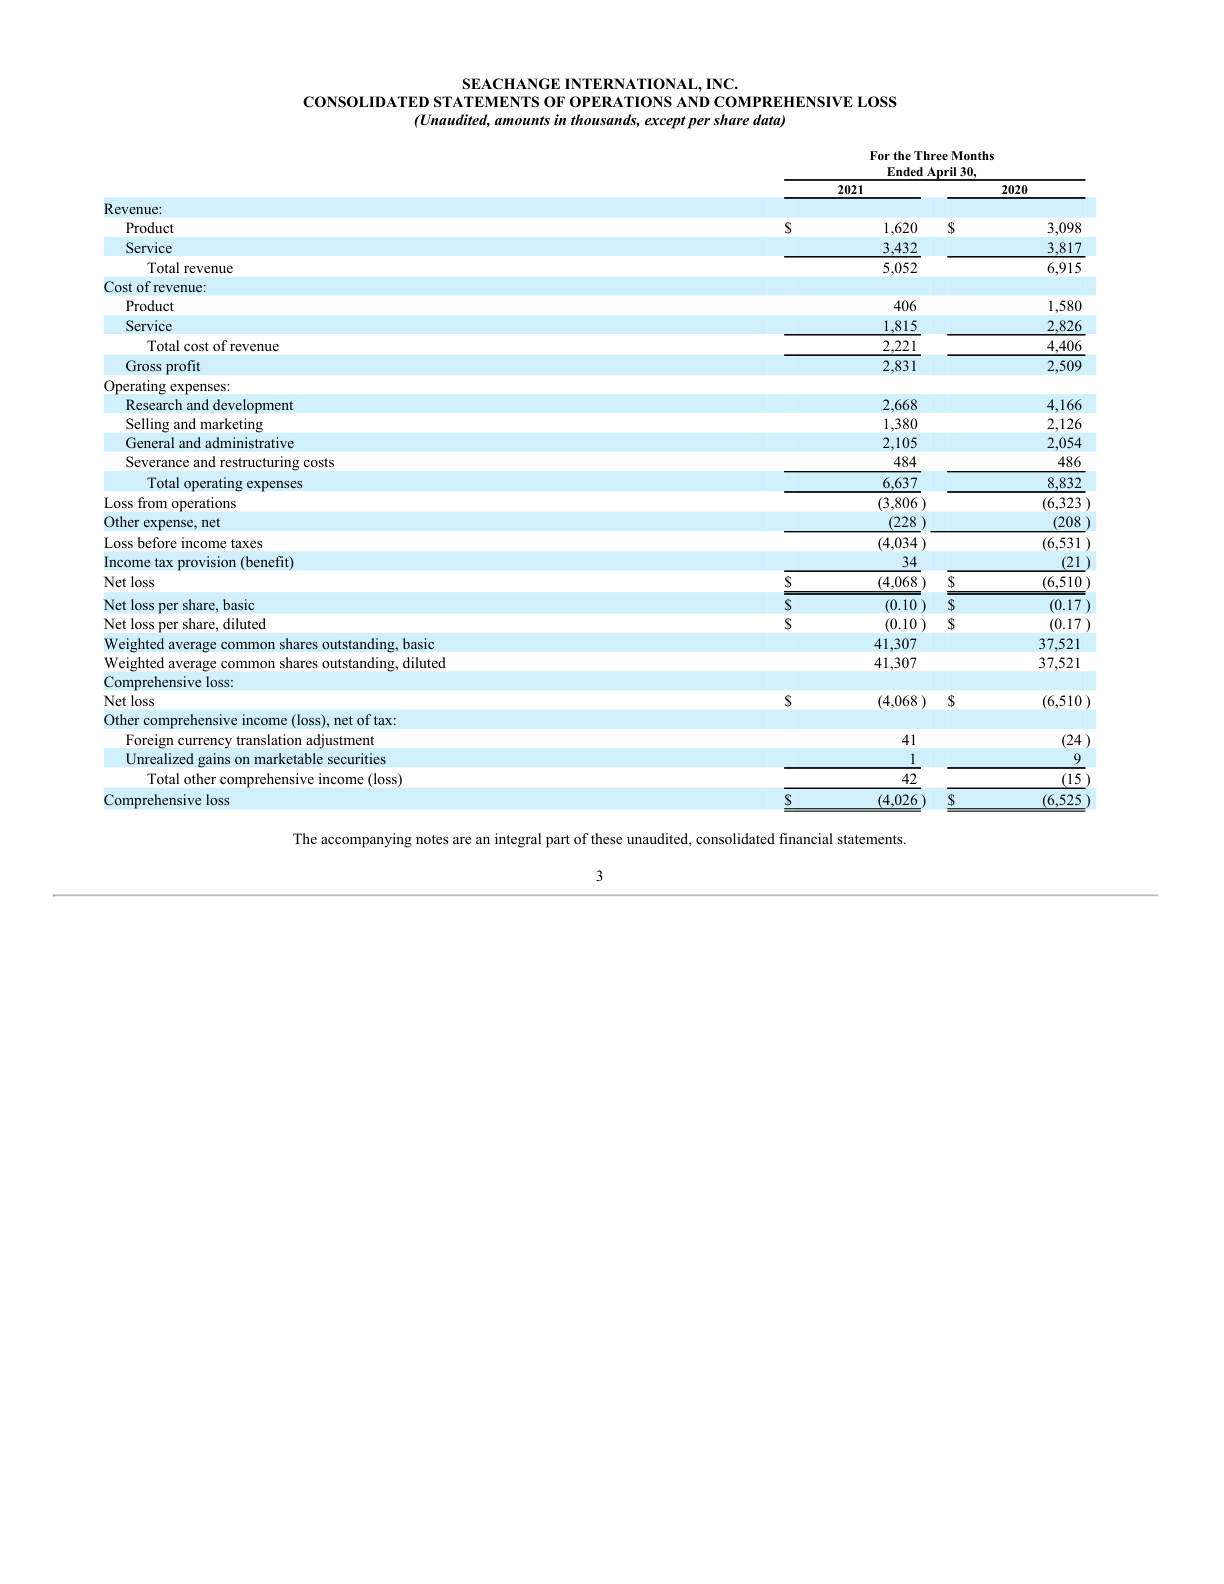 SEACHANGE INTERNATIONAL, INC.
CONSOLIDATED STATEMENTS OF OPERATIONS AND COMPREHENSIVE LOSS
(Unaudited, amounts in thousands, except per share data)
For the Three Months
Ended April 30,
2021 2020
Revenue:
Product $ 1,620 $ 3,098
Service 3,432 3,817
Total revenue 5,052 6,915
Cost of revenue:
Product 406 1,580
Service 1,815 2,826
Total cost of revenue 2,221 4,406
Gross profit 2,831 2,509
Operating expenses:
Research and development 2,668 4,166
Selling and marketing 1,380 2,126
General and administrative 2,105 2,054
Severance and restructuring costs 484 486
Total operating expenses 6,637 8,832
Loss from operations (3,806 ) (6,323 )
Other expense, net (228 ) (208 )
Loss before income taxes (4,034 ) (6,531 )
Income tax provision (benefit) 34 (21 )
Net loss $ (4,068 ) $ (6,510 )
Net loss per share, basic $ (0.10 ) $ (0.17 )
Net loss per share, diluted $ (0.10 ) $ (0.17 )
Weighted average common shares outstanding, basic 41,307 37,521
Weighted average common shares outstanding, diluted 41,307 37,521
Comprehensive loss:
Net loss $ (4,068 ) $ (6,510 )
Other comprehensive income (loss), net of tax:
Foreign currency translation adjustment 41 (24 )
Unrealized gains on marketable securities 1 9
Total other comprehensive income (loss) 42 (15 )
Comprehensive loss $ (4,026 ) $ (6,525 )
The accompanying notes are an integral part of these unaudited, consolidated financial statements.
3